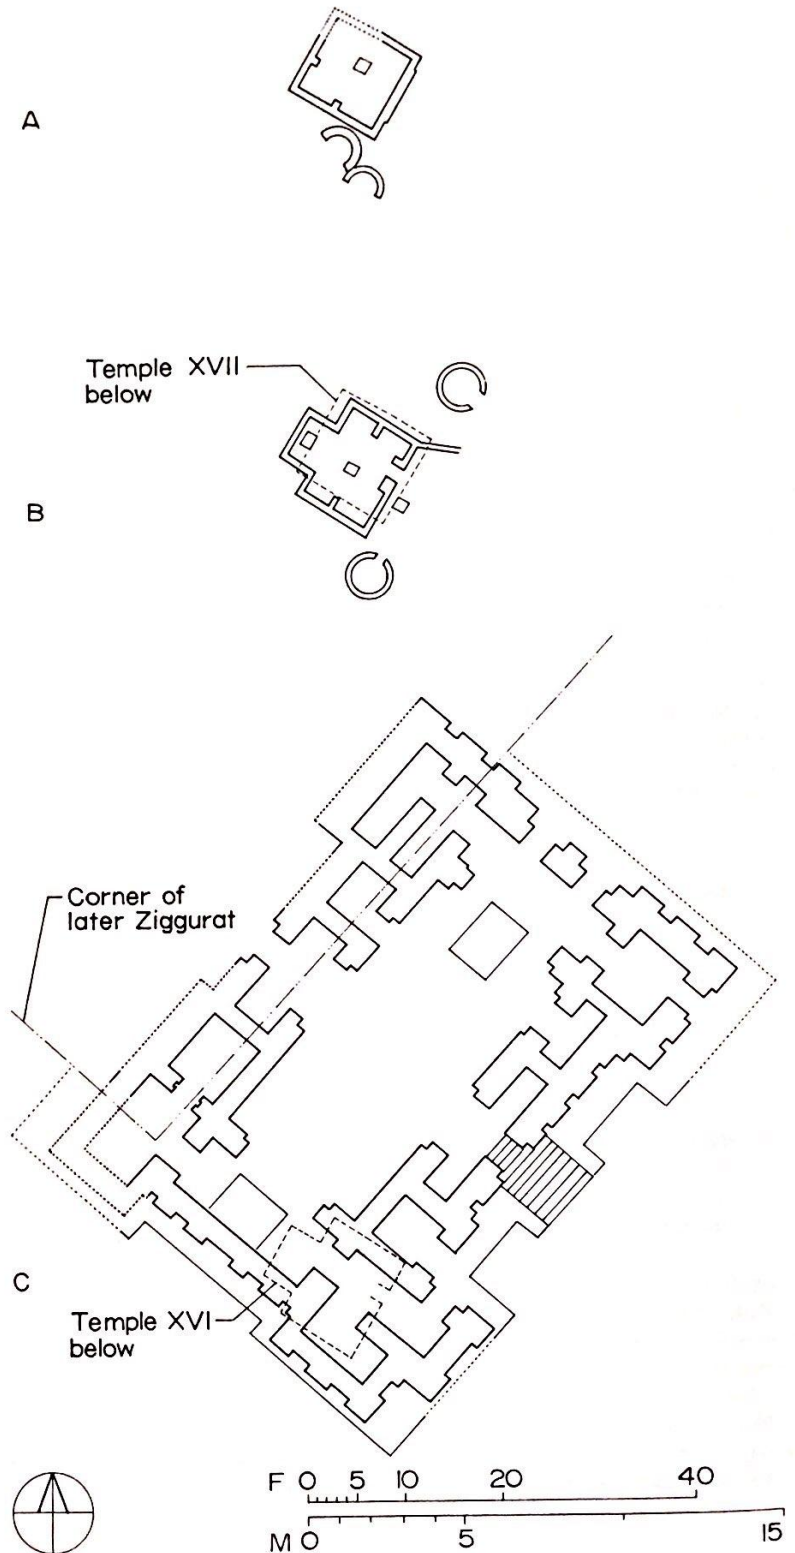 A
Temple XVII
below
B
Corner of
later Ziggurat
C
Temple XVI
below
F 0 5 10 20 40
M 0 5 15